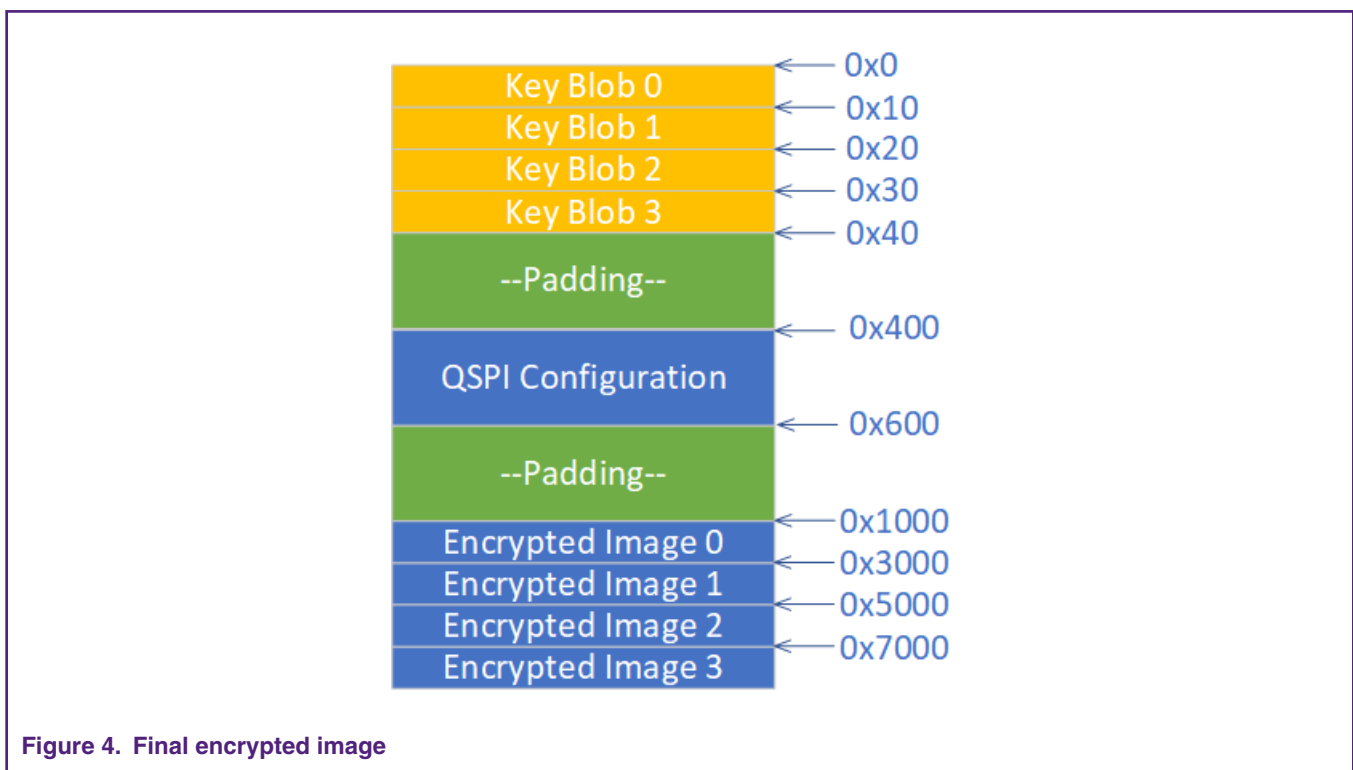 Key Blob 0
Key Blob 1
Key Blob 2
Key Blob 3
--Padding--
QSPI Configuration
--Padding--
Encrypted Image 0
Encrypted Image 1
Encrypted Image 2
Encrypted Image 3
0x0
0x10
0x20
0x30
0x40
0x400
0x600
0x1000
0x3000
0x5000
0x7000
Figure 4. Final encrypted image